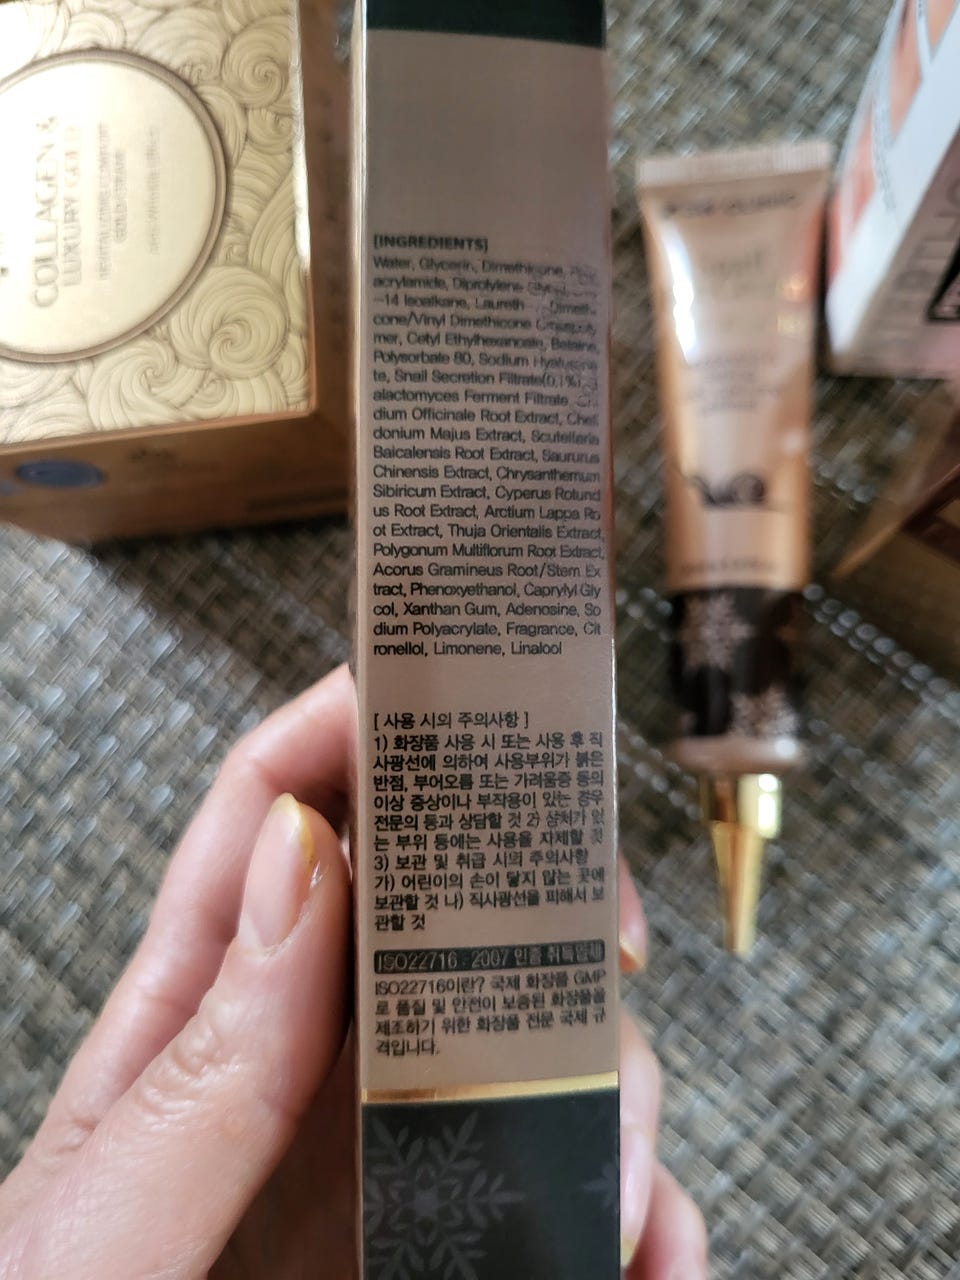 COLLAGEN &
LUXURY GOLD
[INGREDIENTS]
Water, Glycerin, Dimethicone,
acrylamide, Dipropylene
-14 Isoalkane, Laureth Dimethi
cone/Vinyl Dimethicone Crosspoly
mer, Cetyl Ethylhexanoate, Betaine,
Polysorbate 80, Sodium Hyalurona
te, Snail Secretion Filtrate(0,1%),
alactomyces Ferment Filtrate,
dium Officinale Root Extract, Cheli
donium Majus Extract, Scutellaria
Baicalensis Root Extract, Saururus
Chinensis Extract, Chrysanthemum
Sibiricum Extract, Cyperus Rotund
us Root Extract, Arctium Lappa Ro
ot Extract, Thuja Orientalis Extract,
Polygonum Multiflorum Root Extract,
Acorus Gramineus Root/Stem Ex
tract, Phenoxyethanol, Caprylyl Gly
col, Xanthan Gum, Adenosine, So
dium Polyacrylate, Fragrance, Cit
ronellol, Limonene, Linalool
[ 사용 시의 주의사항 ]
1) 화장품 사용 시 또는 사용 후 직
사광선에 의하여 사용부위가 붉은
반점, 부어오름 또는 가려움증 등의
이상 증상이나 부작용이 있는 경우
전문의 등과 상담할 것 2) 상처가 있
는 부위 등에는 사용을 자제할 것
3) 보관 및 취급 시의 주의사항
가) 어린이의 손이 닿지 않는 곳에
보관할 것 나) 직사광선을 피해서 보
관할 것
ISO22716 : 2007 인증 취득업체
ISO22716이란? 국제 화장품 GMP
로 품질 및 안전이 보증된 화장품을
제조하기 위한 화장품 전문 국제 규
격입니다.